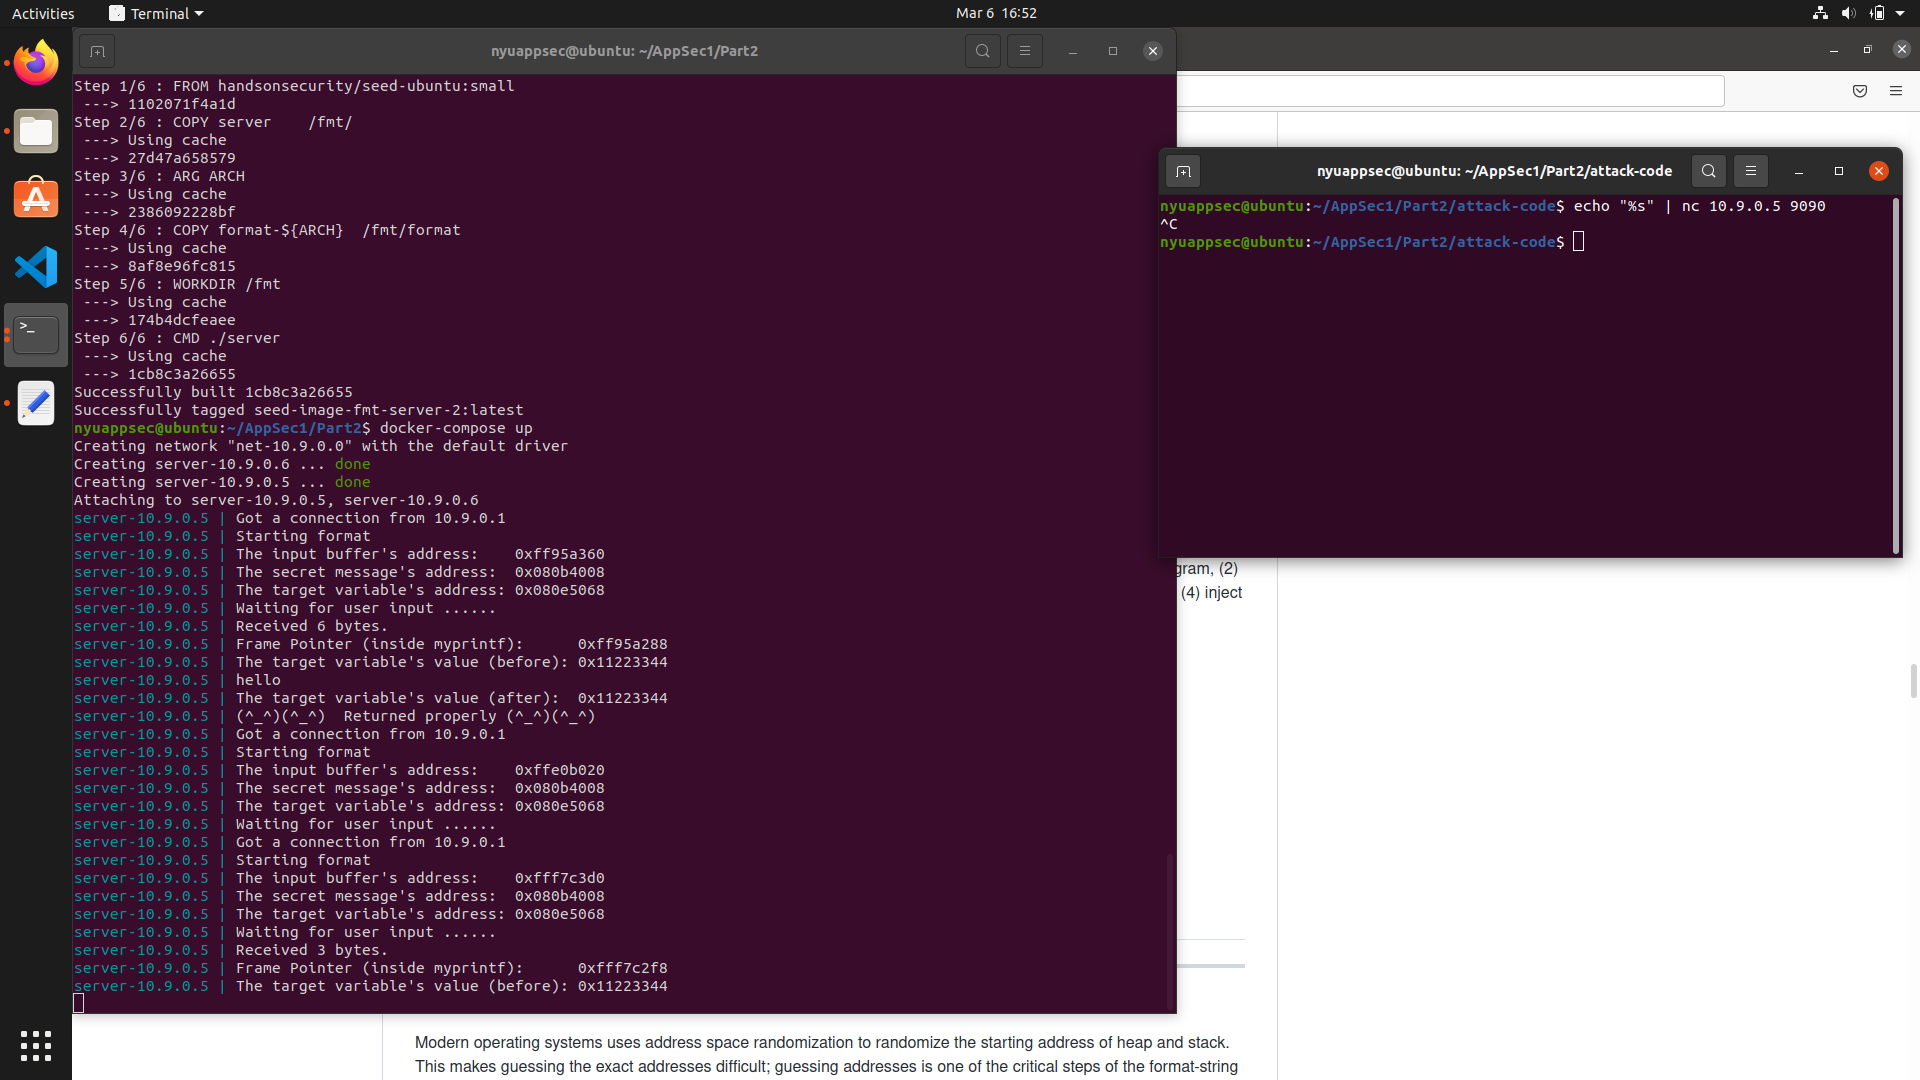 Activities
Terminal
Mar 6 16:52
nyuappsec@ubuntu: ~/AppSec1/Part2
Step 1/6 : FROM handsonsecurity/seed-ubuntu:small
 ---> 1102071f4a1d
Step 2/6 : COPY server    /fmt/
 ---> Using cache
 ---> 27d47a658579
Step 3/6 : ARG ARCH
 ---> Using cache
 ---> 2386092228bf
Step 4/6 : COPY format-${ARCH}  /fmt/format
 ---> Using cache
 ---> 8af8e96fc815
Step 5/6 : WORKDIR /fmt
 ---> Using cache
 ---> 174b4dcfeaee
Step 6/6 : CMD ./server
 ---> Using cache
 ---> 1cb8c3a26655
Successfully built 1cb8c3a26655
Successfully tagged seed-image-fmt-server-2:latest
nyuappsec@ubuntu:~/AppSec1/Part2$ docker-compose up
Creating network "net-10.9.0.0" with the default driver
Creating server-10.9.0.6 ... done
Creating server-10.9.0.5 ... done
Attaching to server-10.9.0.5, server-10.9.0.6
server-10.9.0.5 | Got a connection from 10.9.0.1
server-10.9.0.5 | Starting format
server-10.9.0.5 | The input buffer's address:    0xff95a360
server-10.9.0.5 | The secret message's address:  0x080b4008
server-10.9.0.5 | The target variable's address: 0x080e5068
server-10.9.0.5 | Waiting for user input ......
server-10.9.0.5 | Received 6 bytes.
server-10.9.0.5 | Frame Pointer (inside myprintf):      0xff95a288
server-10.9.0.5 | The target variable's value (before): 0x11223344
server-10.9.0.5 | hello
server-10.9.0.5 | The target variable's value (after):  0x11223344
server-10.9.0.5 | (^_^)(^_^)  Returned properly (^_^)(^_^)
server-10.9.0.5 | Got a connection from 10.9.0.1
server-10.9.0.5 | Starting format
server-10.9.0.5 | The input buffer's address:    0xffe0b020
server-10.9.0.5 | The secret message's address:  0x080b4008
server-10.9.0.5 | The target variable's address: 0x080e5068
server-10.9.0.5 | Waiting for user input ......
server-10.9.0.5 | Got a connection from 10.9.0.1
server-10.9.0.5 | Starting format
server-10.9.0.5 | The input buffer's address:    0xfff7c3d0
server-10.9.0.5 | The secret message's address:  0x080b4008
server-10.9.0.5 | The target variable's address: 0x080e5068
server-10.9.0.5 | Waiting for user input ......
server-10.9.0.5 | Received 3 bytes.
server-10.9.0.5 | Frame Pointer (inside myprintf):      0xfff7c2f8
server-10.9.0.5 | The target variable's value (before): 0x11223344
nyuappsec@ubuntu: ~/AppSec1/Part2/attack-code
nyuappsec@ubuntu:~/AppSec1/Part2/attack-code$ echo "%s" | nc 10.9.0.5 9090
^C
nyuappsec@ubuntu:~/AppSec1/Part2/attack-code$
gram, (2)
(4) inject
Modern operating systems uses address space randomization to randomize the starting address of heap and stack.
This makes guessing the exact addresses difficult; guessing addresses is one of the critical steps of the format-string